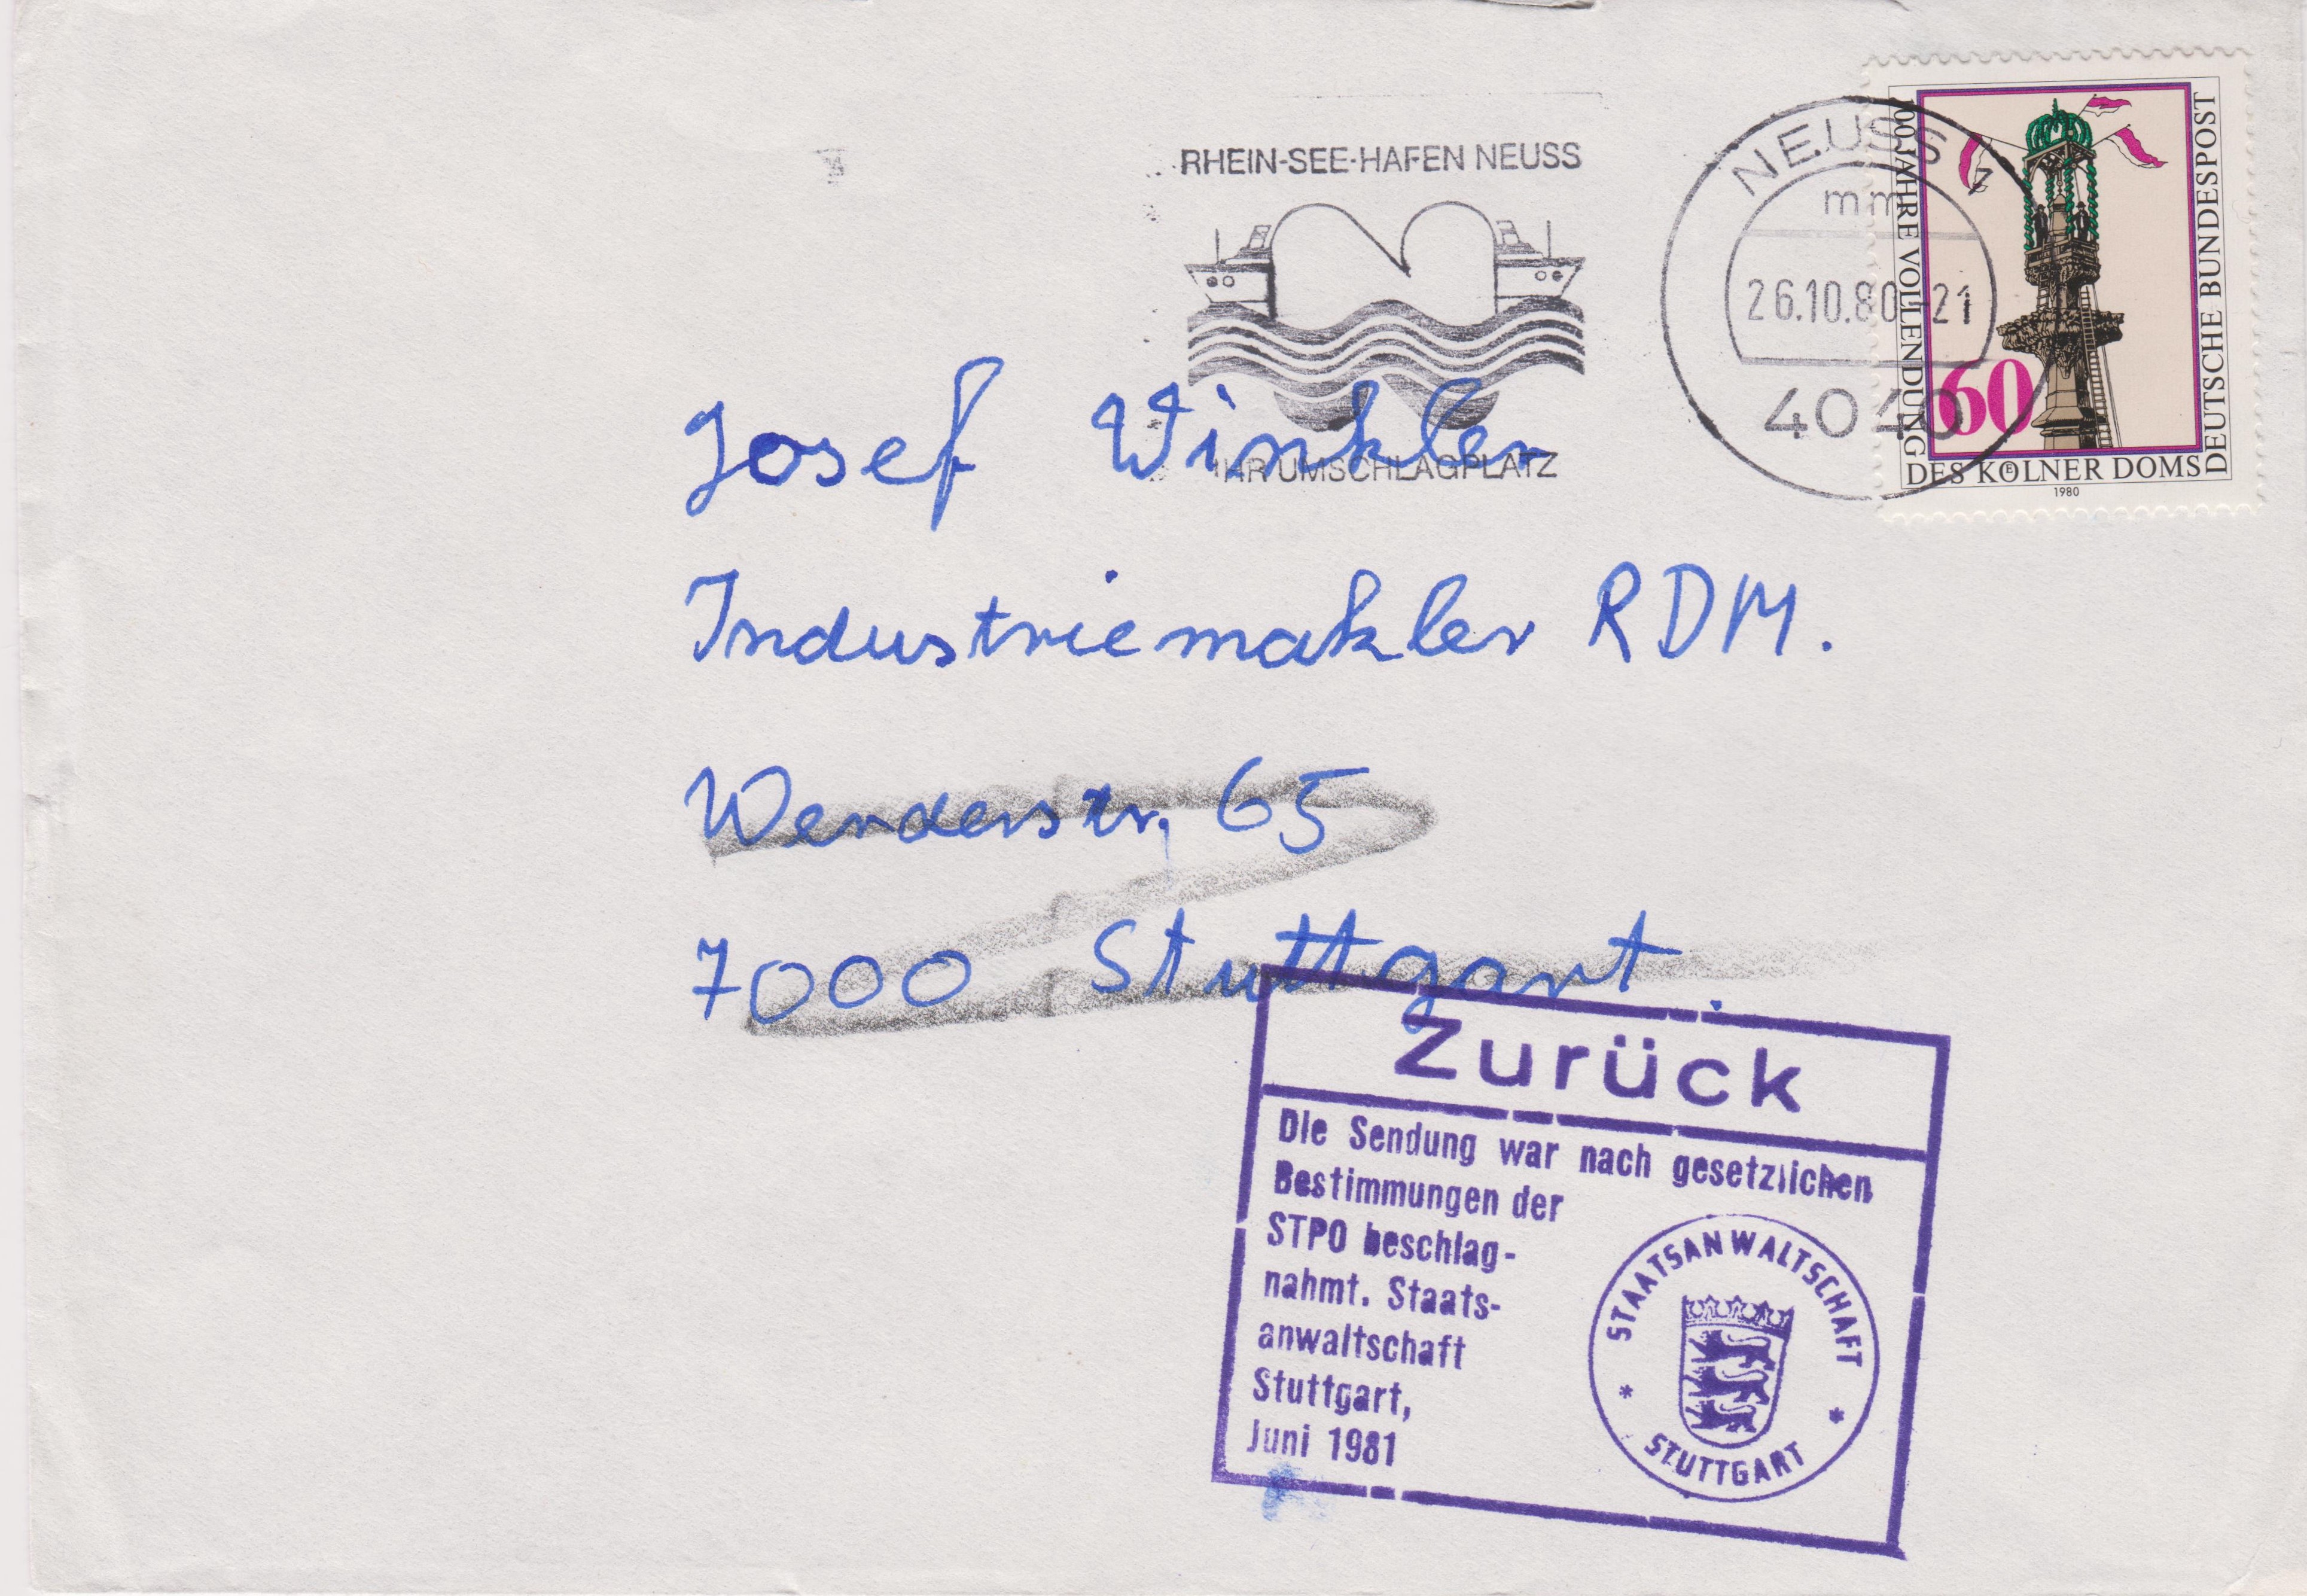 RHEIN-SEE-HAFEN NEUSS
IHR UMSCHLAGPLATZ
NEUSS 1
mm
26.10.80-21
4040
100 JAHRE VOLLENDUNG
DES KÖLNER DOMS
DEUTSCHE BUNDESPOST
60
1980
Josef Winkler
Industriemakler RDM.
Wenderstr. 65
7000 Stuttgart.
Zurück
Die Sendung war nach gesetzlichen
Bestimmungen der
STPO beschlag-
nahmt. Staats-
anwaltschaft
Stuttgart,
Juni 1981
STAATSANWALTSCHAFT
* STUTTGART *